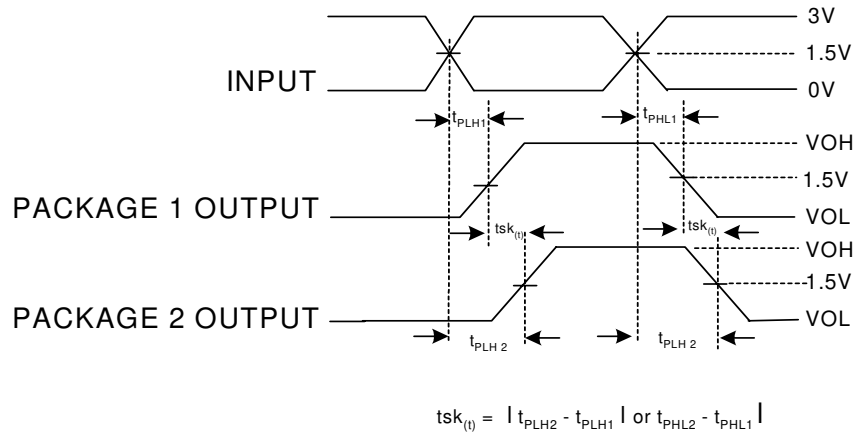 3V
1.5V
INPUT
0V
tPLH1
tPHL1
VOH
1.5V
PACKAGE 1 OUTPUT
VOL
tsk(t)
tsk(t)
VOH
1.5V
PACKAGE 2 OUTPUT
VOL
tPLH 2
tPLH 2
tsk(t) = | tPLH2 - tPLH1 | or tPHL2 - tPHL1 |